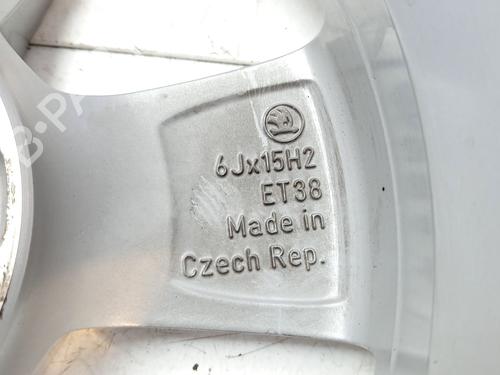 6Jx15H2
ET38
Made in
Czech Rep.